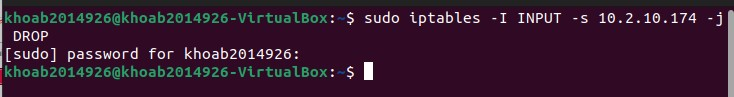 khoab2014926@khoab2014926-VirtualBox:~$ sudo iptables -I INPUT -s 10.2.10.174 -j
 DROP
[sudo] password for khoab2014926:
khoab2014926@khoab2014926-VirtualBox:~$